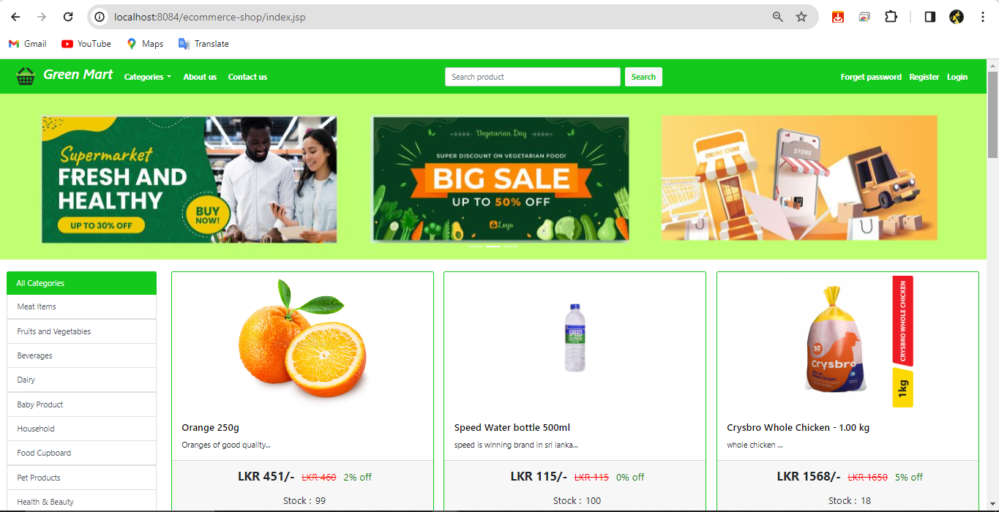 localhost:8084/ecommerce-shop/index.jsp
Gmail YouTube Maps Translate
Green Mart Categories About us Contact us Search product Search Forget password Register Login
Supermarket
FRESH AND
HEALTHY
BUY
NOW!
UP TO 30% OFF
Vegetarian Day
SUPER DISCOUNT ON VEGETARIAN FOOD!
BIG SALE
UP TO 50% OFF
Logo
ONLINE STORE
STORE
All Categories
Meat Items
Fruits and Vegetables
Beverages
Dairy
Baby Product
Household
Food Cupboard
Pet Products
Health & Beauty
Orange 250g
Oranges of good quality...
LKR 451/- LKR 460 2% off
Stock : 99
SPEED
Speed Water bottle 500ml
speed is winning brand in sri lanka...
LKR 115/- LKR 115 0% off
Stock : 100
crysbro
CRYSBRO WHOLE CHICKEN
1kg
Crysbro Whole Chicken - 1.00 kg
whole chicken ...
LKR 1568/- LKR 1650 5% off
Stock : 18